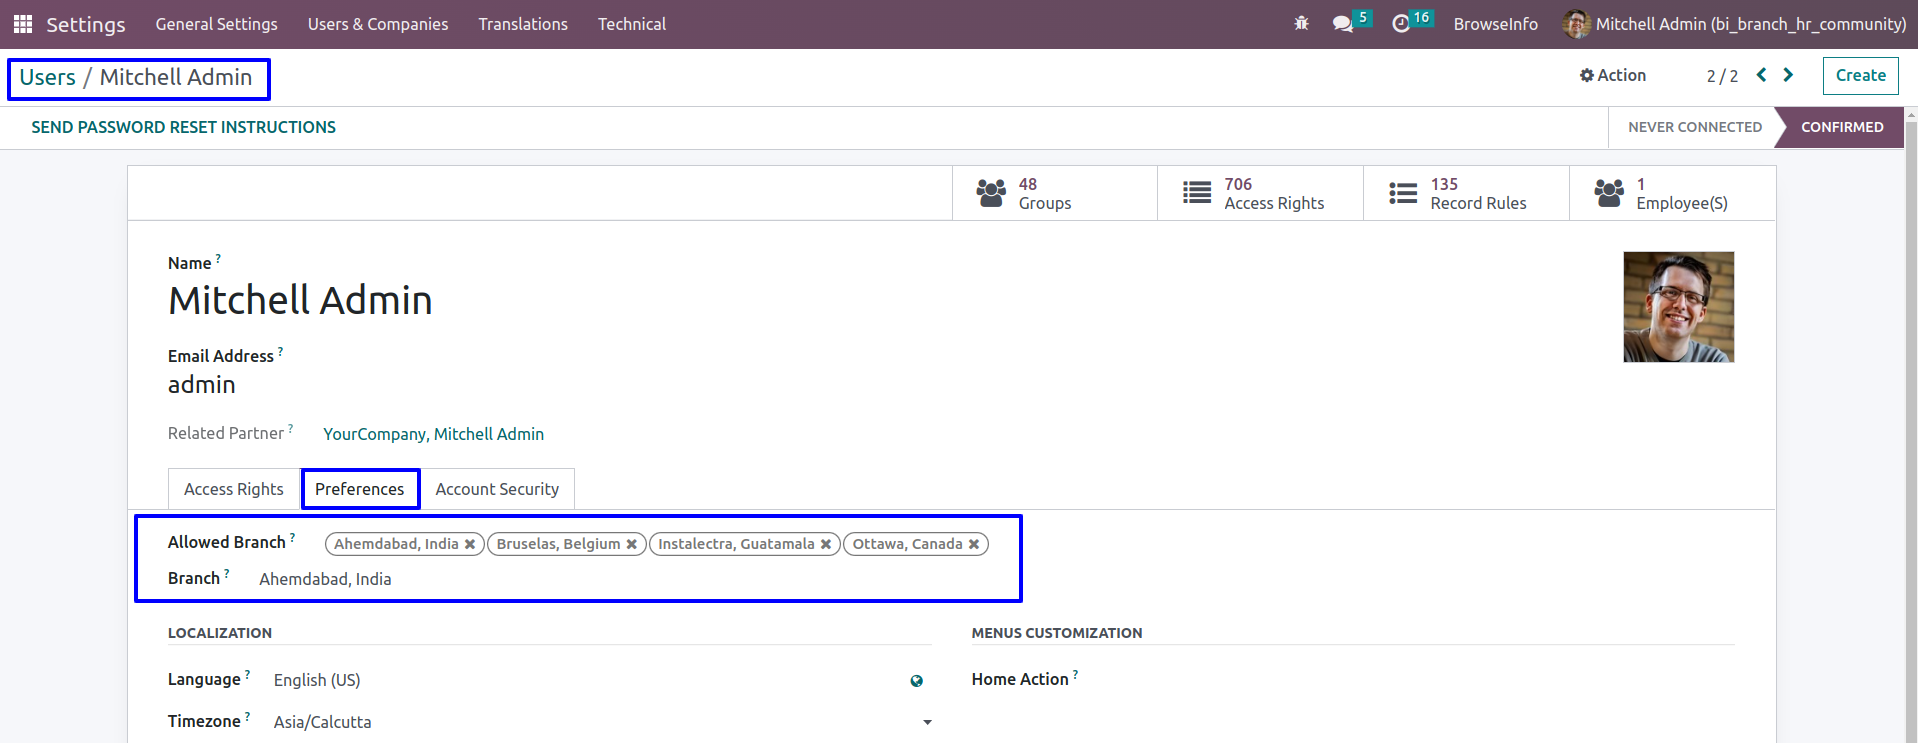 Settings General Settings Users & Companies Translations Technical 5 16 BrowseInfo Mitchell Admin (bi_branch_hr_community)
Users / Mitchell Admin Action 2 / 2 Create
SEND PASSWORD RESET INSTRUCTIONS NEVER CONNECTED CONFIRMED
48 706 135 1
Groups Access Rights Record Rules Employee(S)
Name ?
Mitchell Admin
Email Address ?
admin
Related Partner ? YourCompany, Mitchell Admin
Access Rights Preferences Account Security
Allowed Branch ? Ahemdabad, India Bruselas, Belgium Instalectra, Guatamala Ottawa, Canada
Branch ? Ahemdabad, India
LOCALIZATION MENUS CUSTOMIZATION
Language ? English (US) Home Action ?
Timezone ? Asia/Calcutta